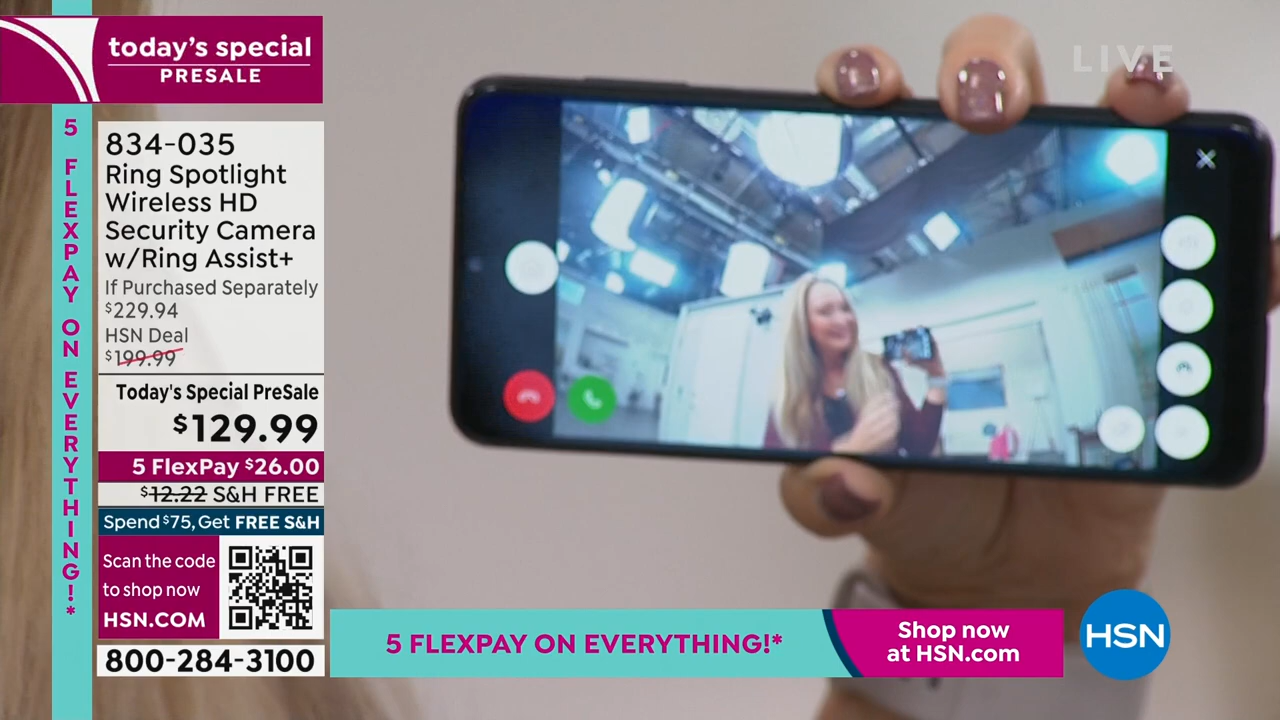 today's special
PRESALE
5 FLEXPAY ON EVERYTHING!*
834-035
Ring Spotlight
Wireless HD
Security Camera
w/Ring Assist+
If Purchased Separately
$229.94
HSN Deal
$199.99
Today's Special PreSale
$129.99
5 FlexPay $26.00
$12.22 S&H FREE
Spend $75, Get FREE S&H
Scan the code
to shop now
HSN.COM
800-284-3100
LIVE
5 FLEXPAY ON EVERYTHING!*
Shop now
at HSN.com
HSN